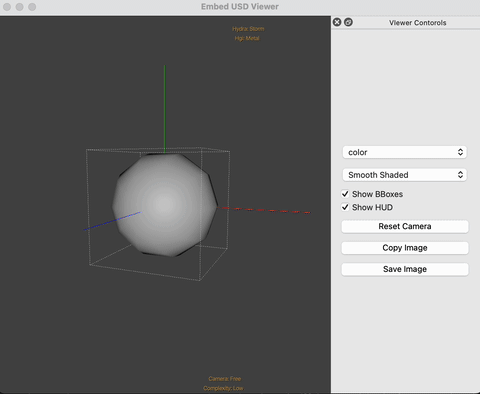 Embed USD Viewer
Hydra: Storm
Hgi: Metal
Viewer Contorols
color
Smooth Shaded
Show BBoxes
Show HUD
Reset Camera
Copy Image
Save Image
Camera: Free
Complexity: Low